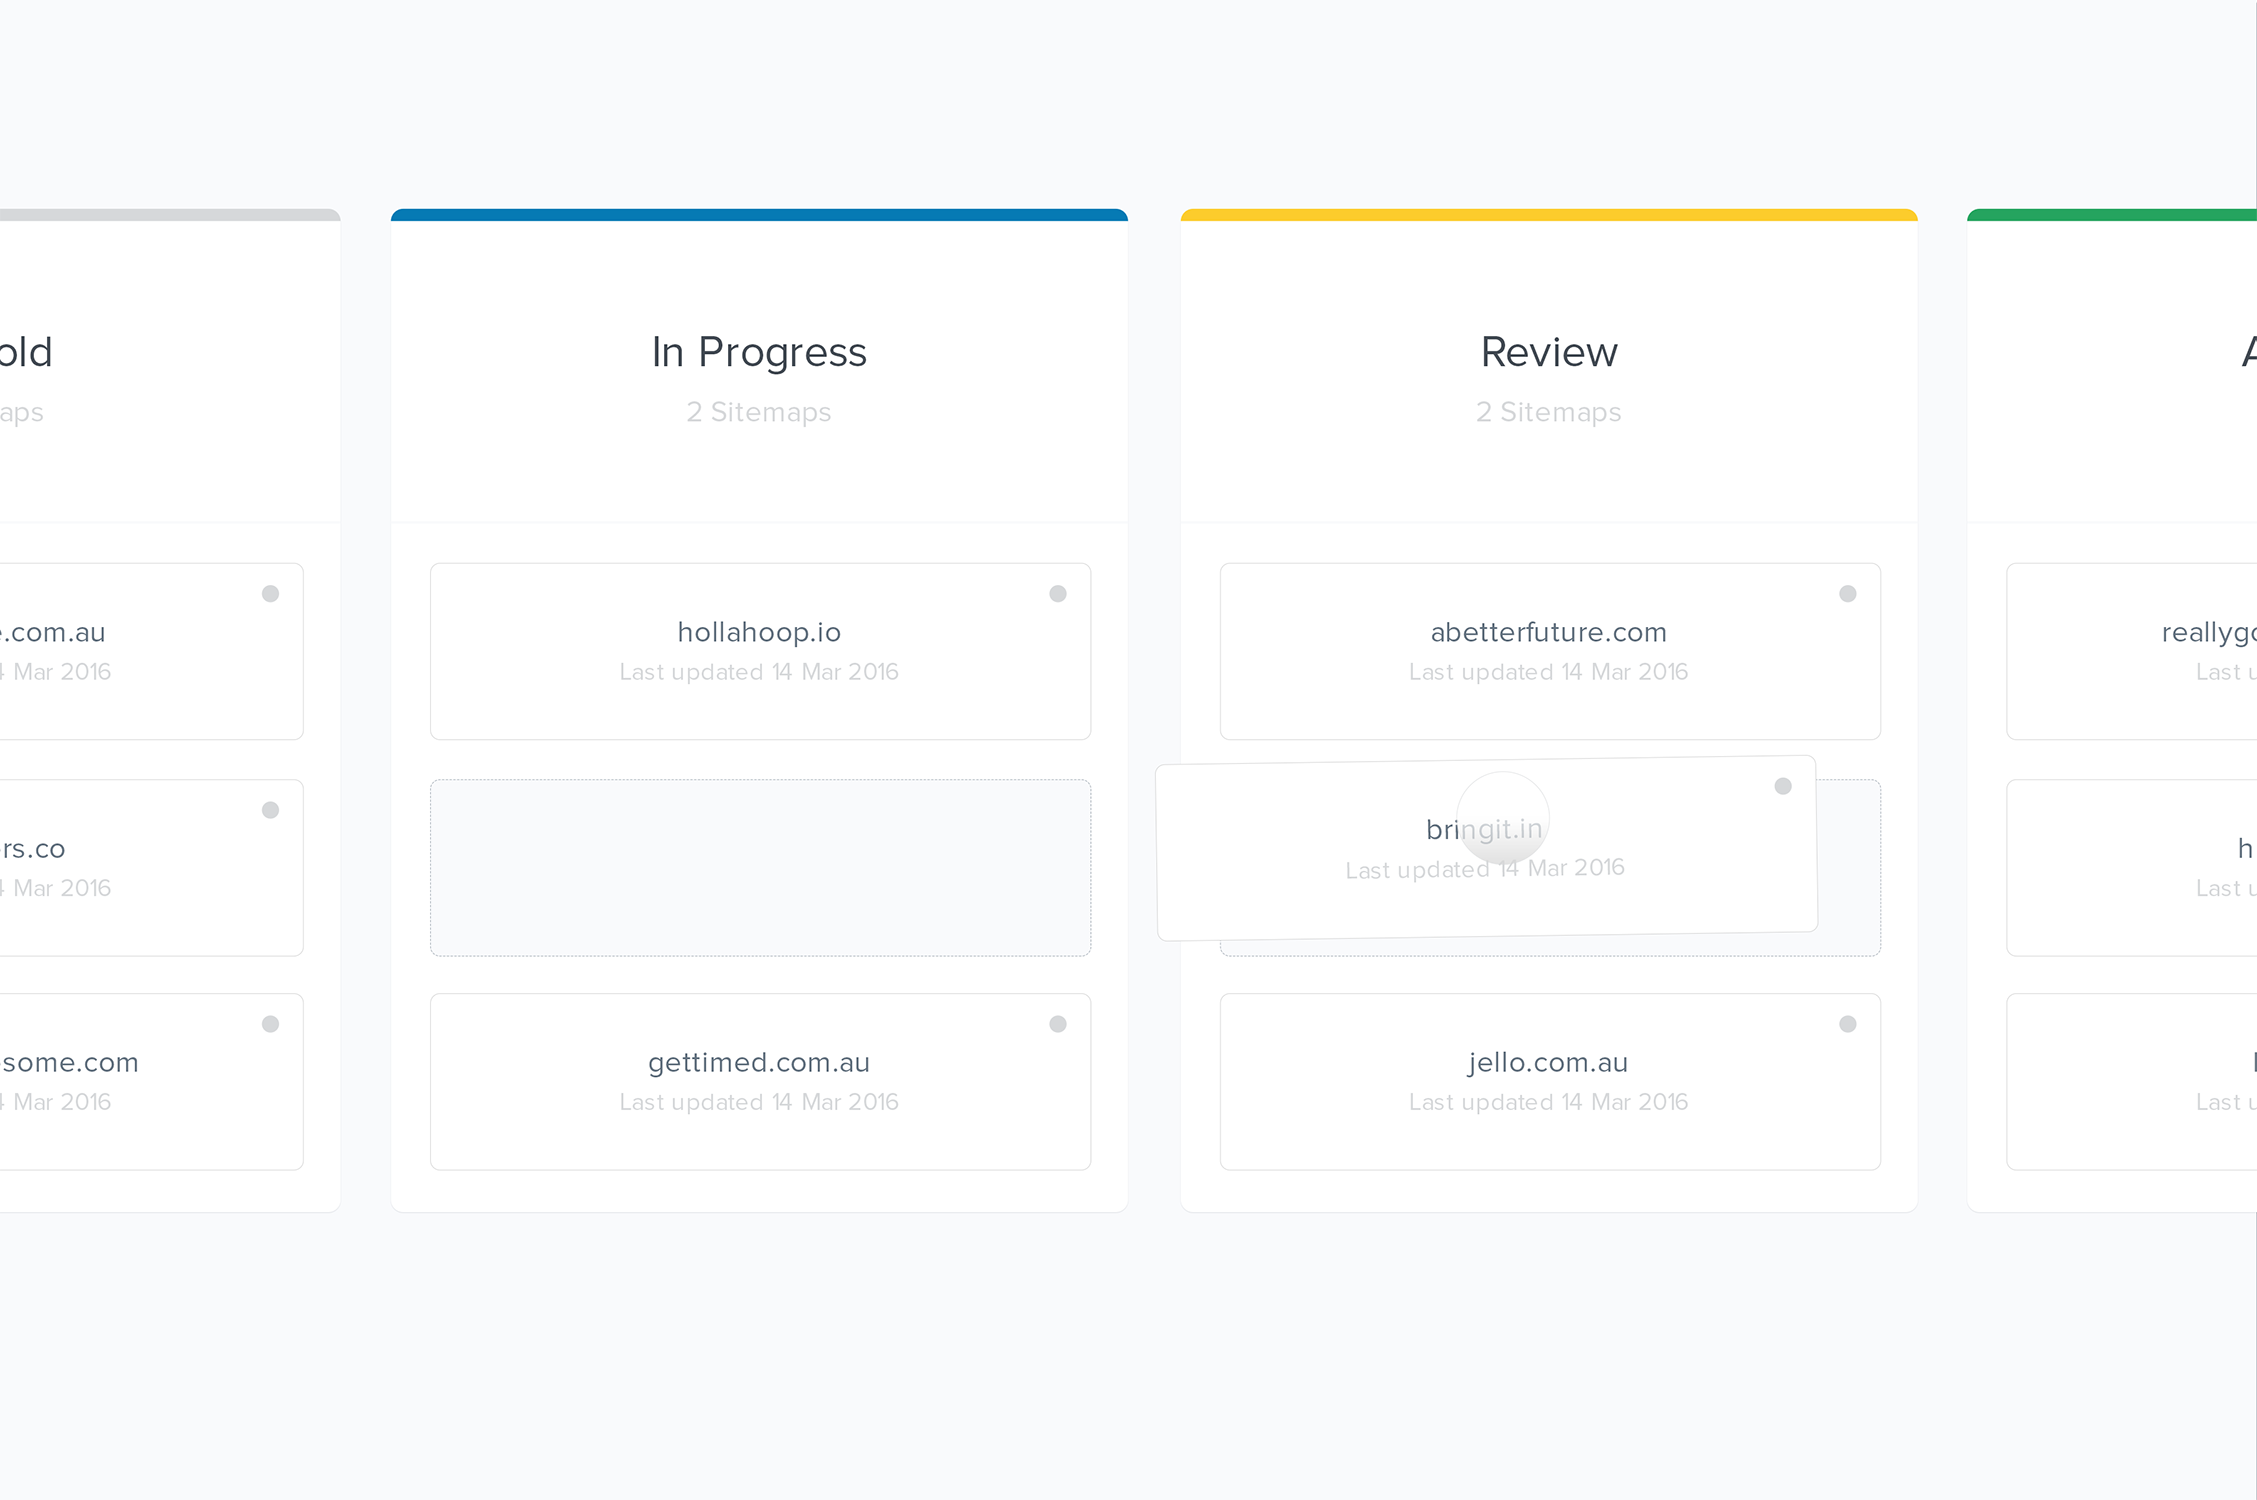 old
aps
e.com.au
4 Mar 2016
rs.co
4 Mar 2016
some.com
4 Mar 2016
In Progress
2 Sitemaps
hollahoop.io
Last updated 14 Mar 2016
gettimed.com.au
Last updated 14 Mar 2016
Review
2 Sitemaps
abetterfuture.com
Last updated 14 Mar 2016
bringit.in
Last updated 14 Mar 2016
jello.com.au
Last updated 14 Mar 2016
A
reallyg
Last u
h
Last u
Last u